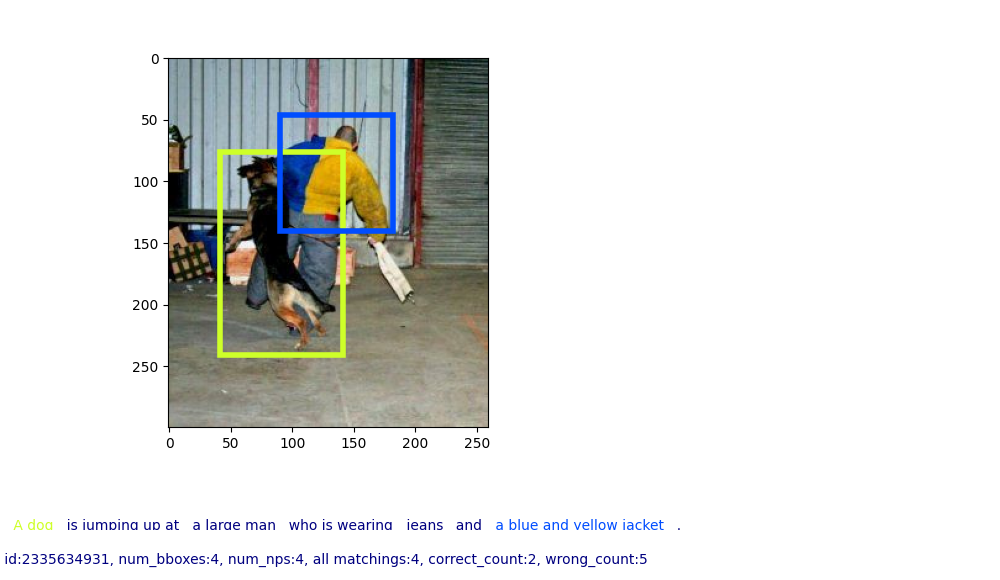 0
50
100
150
200
250
0 50 100 150 200 250
A dog is jumping up at a large man who is wearing jeans and a blue and yellow jacket .
id:2335634931, num_bboxes:4, num_nps:4, all matchings:4, correct_count:2, wrong_count:5